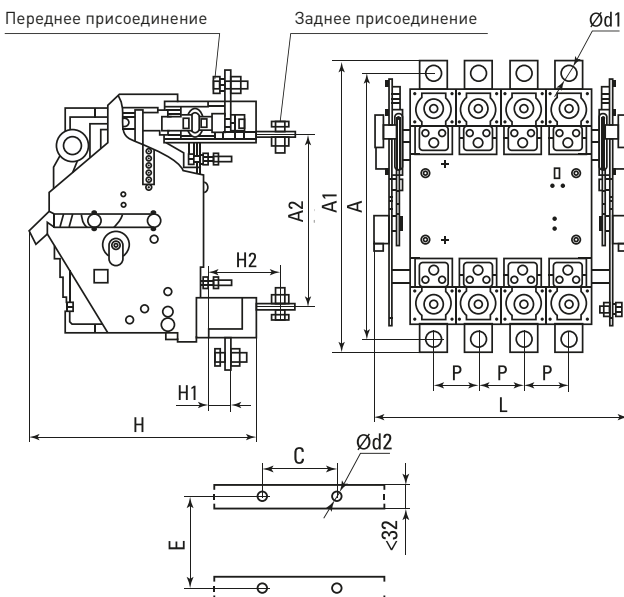 Переднее присоединение
Заднее присоединение
Ød1
A2
A1
A
H2
H1
H
P P P
L
C
Ød2
E
<32